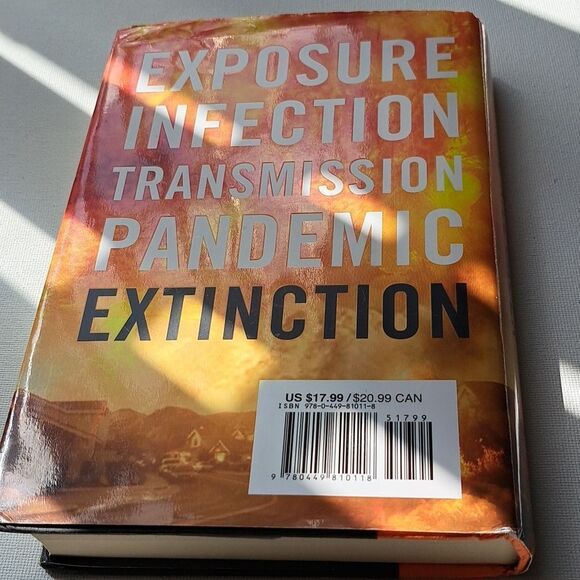 EXPOSURE
INFECTION
TRANSMISSION
PANDEMIC
EXTINCTION
US $17.99/$20.99 CAN
ISBN 978-0-449-81011-8
51799
9 780449 810118